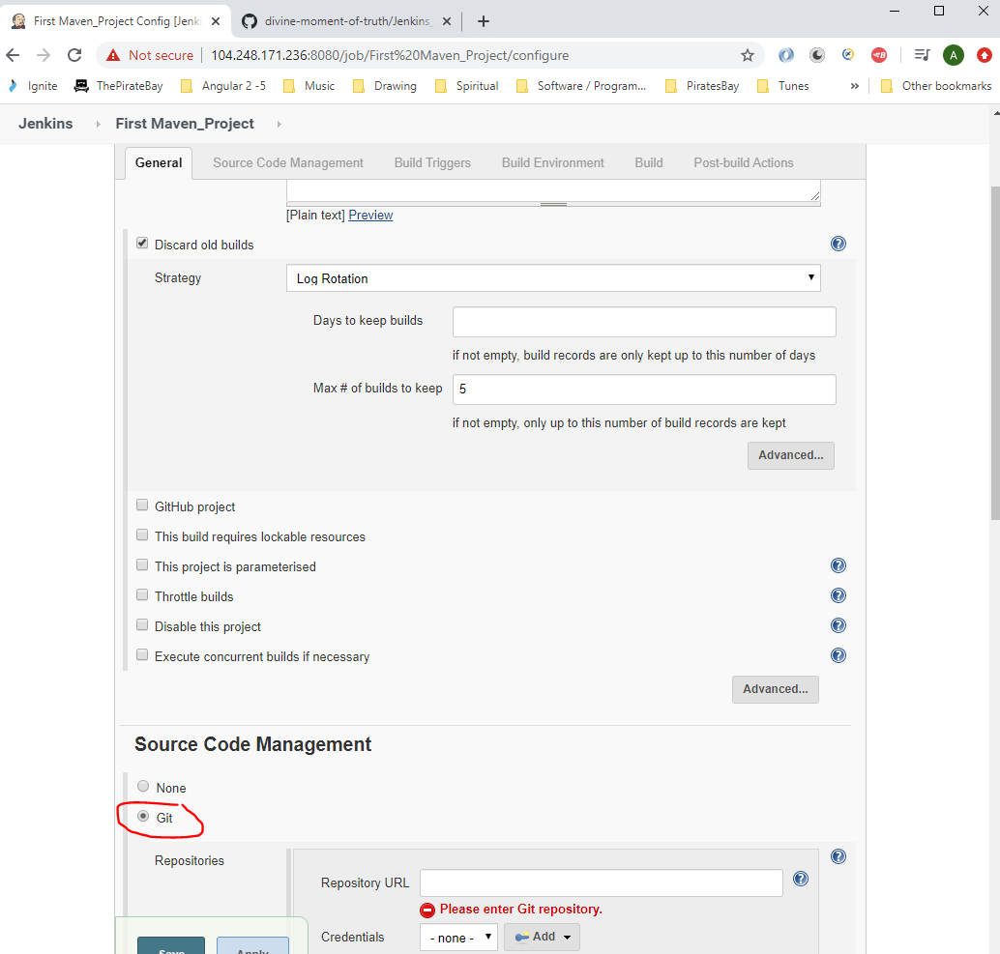 First Maven_Project Config [Jenki
divine-moment-of-truth/Jenkins_
Not secure 104.248.171.236:8080/job/First%20Maven_Project/configure
A
Ignite ThePirateBay Angular 2 -5 Music Drawing Spiritual Software / Program... PiratesBay Tunes » Other bookmarks
Jenkins First Maven_Project
General Source Code Management Build Triggers Build Environment Build Post-build Actions
[Plain text] Preview
Discard old builds
Strategy Log Rotation
Days to keep builds
if not empty, build records are only kept up to this number of days
Max # of builds to keep 5
if not empty, only up to this number of build records are kept
Advanced...
GitHub project
This build requires lockable resources
This project is parameterised
Throttle builds
Disable this project
Execute concurrent builds if necessary
Advanced...
Source Code Management
None
Git
Repositories
Repository URL
Please enter Git repository.
Credentials - none - Add
Save Apply